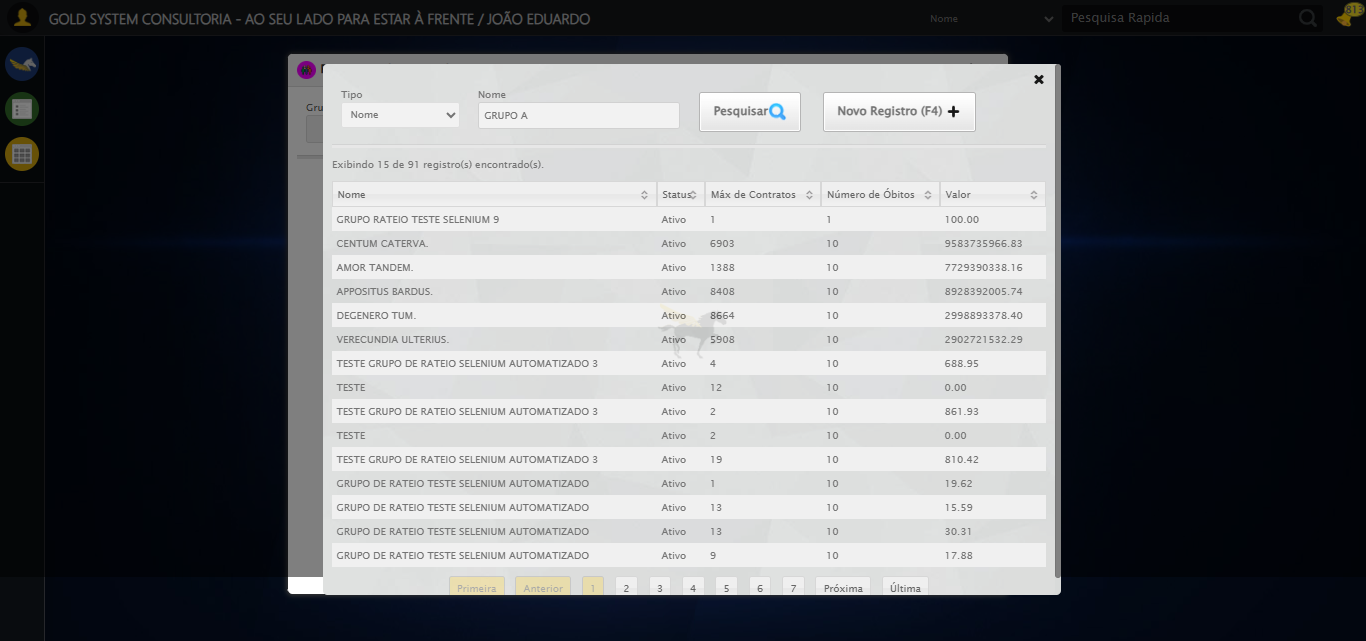 GOLD SYSTEM CONSULTORIA - AO SEU LADO PARA ESTAR À FRENTE / JOÃO EDUARDO
Nome
Pesquisa Rapida
813
Gru
Tipo
Nome
Nome
GRUPO A
Pesquisar
Novo Registro (F4)
Exibindo 15 de 91 registro(s) encontrado(s).
Nome Status Máx de Contratos Número de Óbitos Valor
GRUPO RATEIO TESTE SELENIUM 9 Ativo 1 1 100.00
CENTUM CATERVA. Ativo 6903 10 9583735966.83
AMOR TANDEM. Ativo 1388 10 7729390338.16
APPOSITUS BARDUS. Ativo 8408 10 8928392005.74
DEGENERO TUM. Ativo 8664 10 2998893378.40
VERECUNDIA ULTERIUS. Ativo 5908 10 2902721532.29
TESTE GRUPO DE RATEIO SELENIUM AUTOMATIZADO 3 Ativo 4 10 688.95
TESTE Ativo 12 10 0.00
TESTE GRUPO DE RATEIO SELENIUM AUTOMATIZADO 3 Ativo 2 10 861.93
TESTE Ativo 2 10 0.00
TESTE GRUPO DE RATEIO SELENIUM AUTOMATIZADO 3 Ativo 19 10 810.42
GRUPO DE RATEIO TESTE SELENIUM AUTOMATIZADO Ativo 1 10 19.62
GRUPO DE RATEIO TESTE SELENIUM AUTOMATIZADO Ativo 13 10 15.59
GRUPO DE RATEIO TESTE SELENIUM AUTOMATIZADO Ativo 13 10 30.31
GRUPO DE RATEIO TESTE SELENIUM AUTOMATIZADO Ativo 9 10 17.88
Primeira Anterior 1 2 3 4 5 6 7 Próxima Última